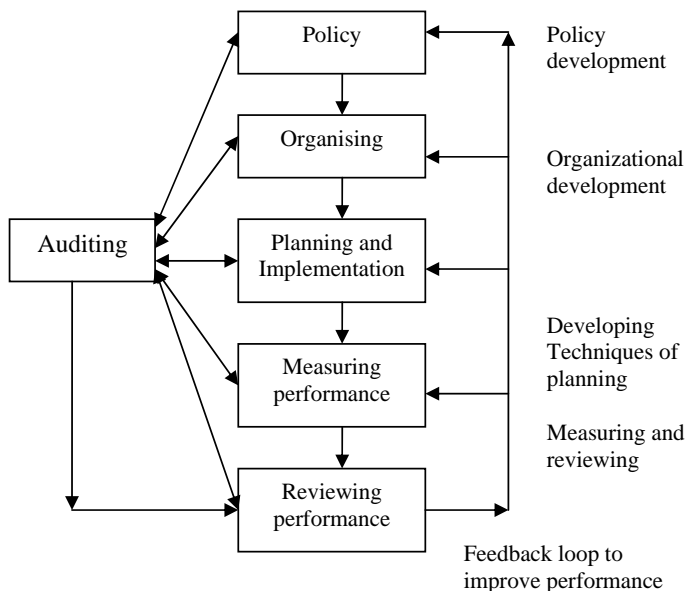 Policy
Policy
development
Organising
Organizational
development
Auditing
Planning and
Implementation
Developing
Techniques of
planning
Measuring
performance
Measuring and
reviewing
Reviewing
performance
Feedback loop to
improve performance